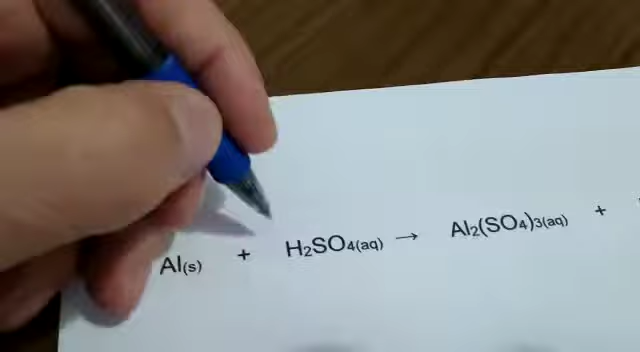 Al(s) + H₂SO₄(aq) → Al₂(SO₄)₃(aq) +